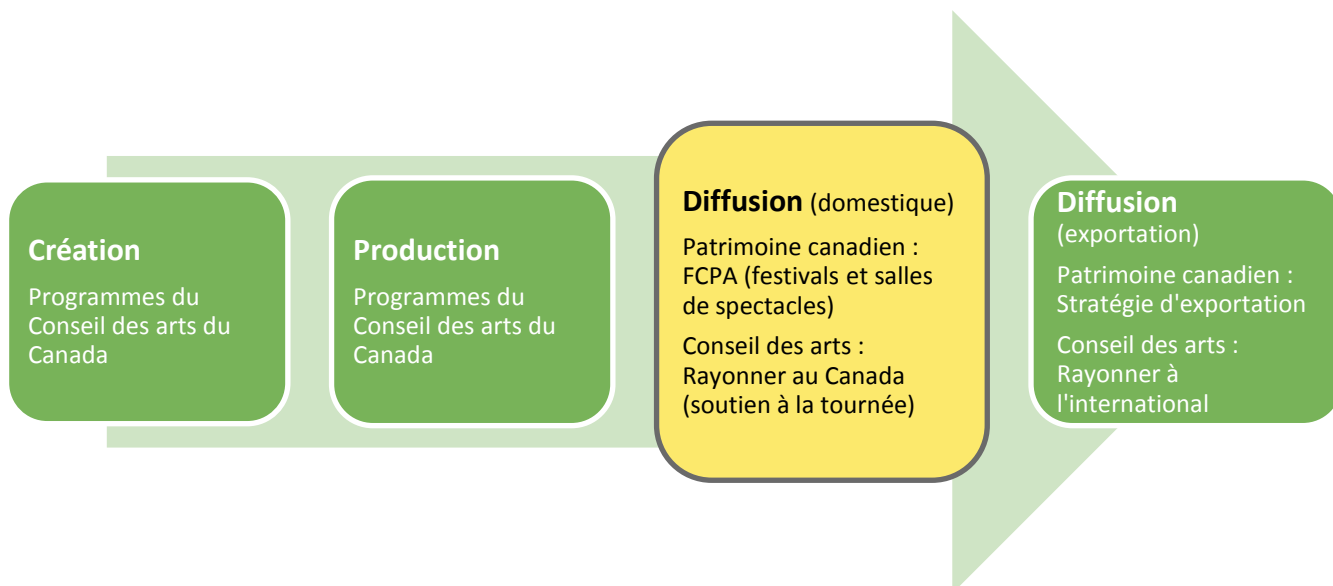 Création
Programmes du
Conseil des arts du
Canada
Production
Programmes du
Conseil des arts du
Canada
Diffusion (domestique)
Patrimoine canadien :
FCPA (festivals et salles
de spectacles)
Conseil des arts :
Rayonner au Canada
(soutien à la tournée)
Diffusion
(exportation)
Patrimoine canadien :
Stratégie d'exportation
Conseil des arts :
Rayonner à
l'international